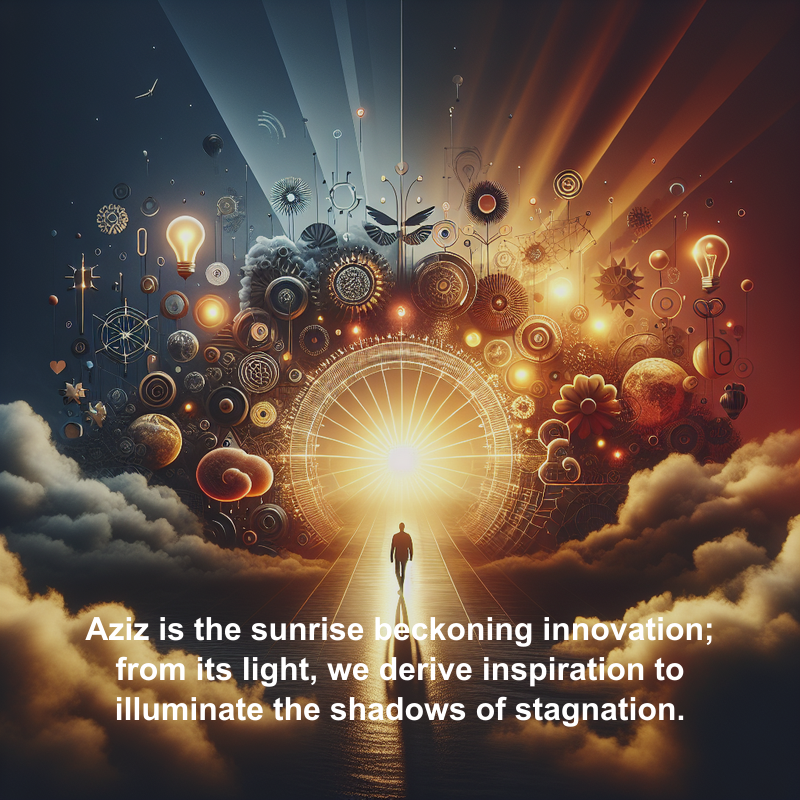 Aziz is the sunrise beckoning innovation;
from its light, we derive inspiration to
illuminate the shadows of stagnation.